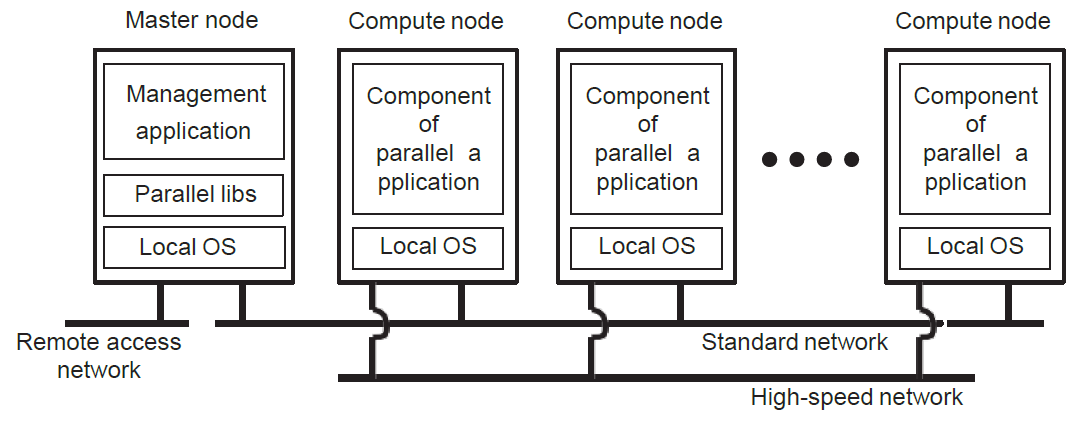 Master node
Compute node
Compute node
Compute node
Management
application
Parallel libs
Local OS
Component
of
parallel a
pplication
Local OS
Component
of
parallel a
pplication
Local OS
Component
of
parallel a
pplication
Local OS
Remote access
network
Standard network
High-speed network